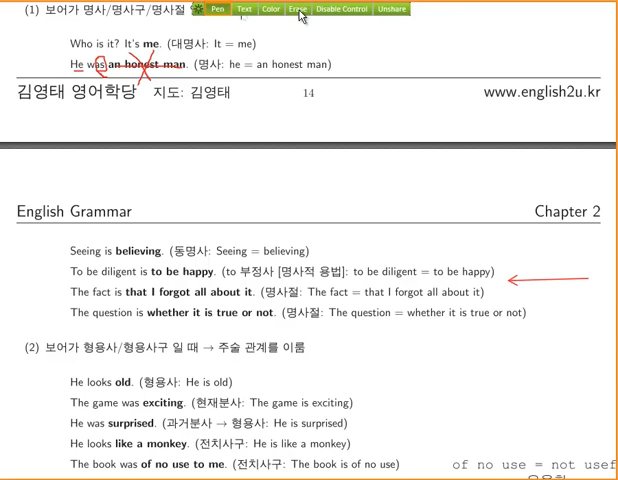 (1) 보어가 명사/명사구/명사절
Pen Text Color Erase Disable Control Unshare
Who is it? It's me. (대명사: It = me)
He was an honest man. (명사: he = an honest man)
김영태 영어학당 지도: 김영태 14 www.english2u.kr
English Grammar Chapter 2
Seeing is believing. (동명사: Seeing = believing)
To be diligent is to be happy. (to 부정사 [명사적 용법]: to be diligent = to be happy)
The fact is that I forgot all about it. (명사절: The fact = that I forgot all about it)
The question is whether it is true or not. (명사절: The question = whether it is true or not)
(2) 보어가 형용사/형용사구 일 때 → 주술 관계를 이룸
He looks old. (형용사: He is old)
The game was exciting. (현재분사: The game is exciting)
He was surprised. (과거분사 → 형용사: He is surprised)
He looks like a monkey. (전치사구: He is like a monkey)
The book was of no use to me. (전치사구: The book is of no use)
of no use = not usef